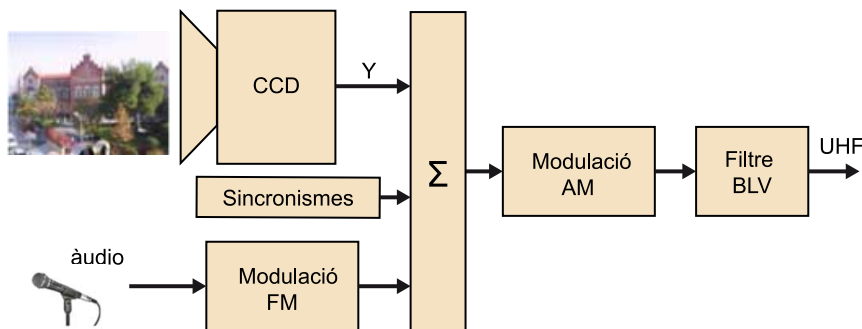 CCD
Y
Sincronismes
àudio
Modulació
FM
Σ
Modulació
AM
Filtre
BLV
UHF